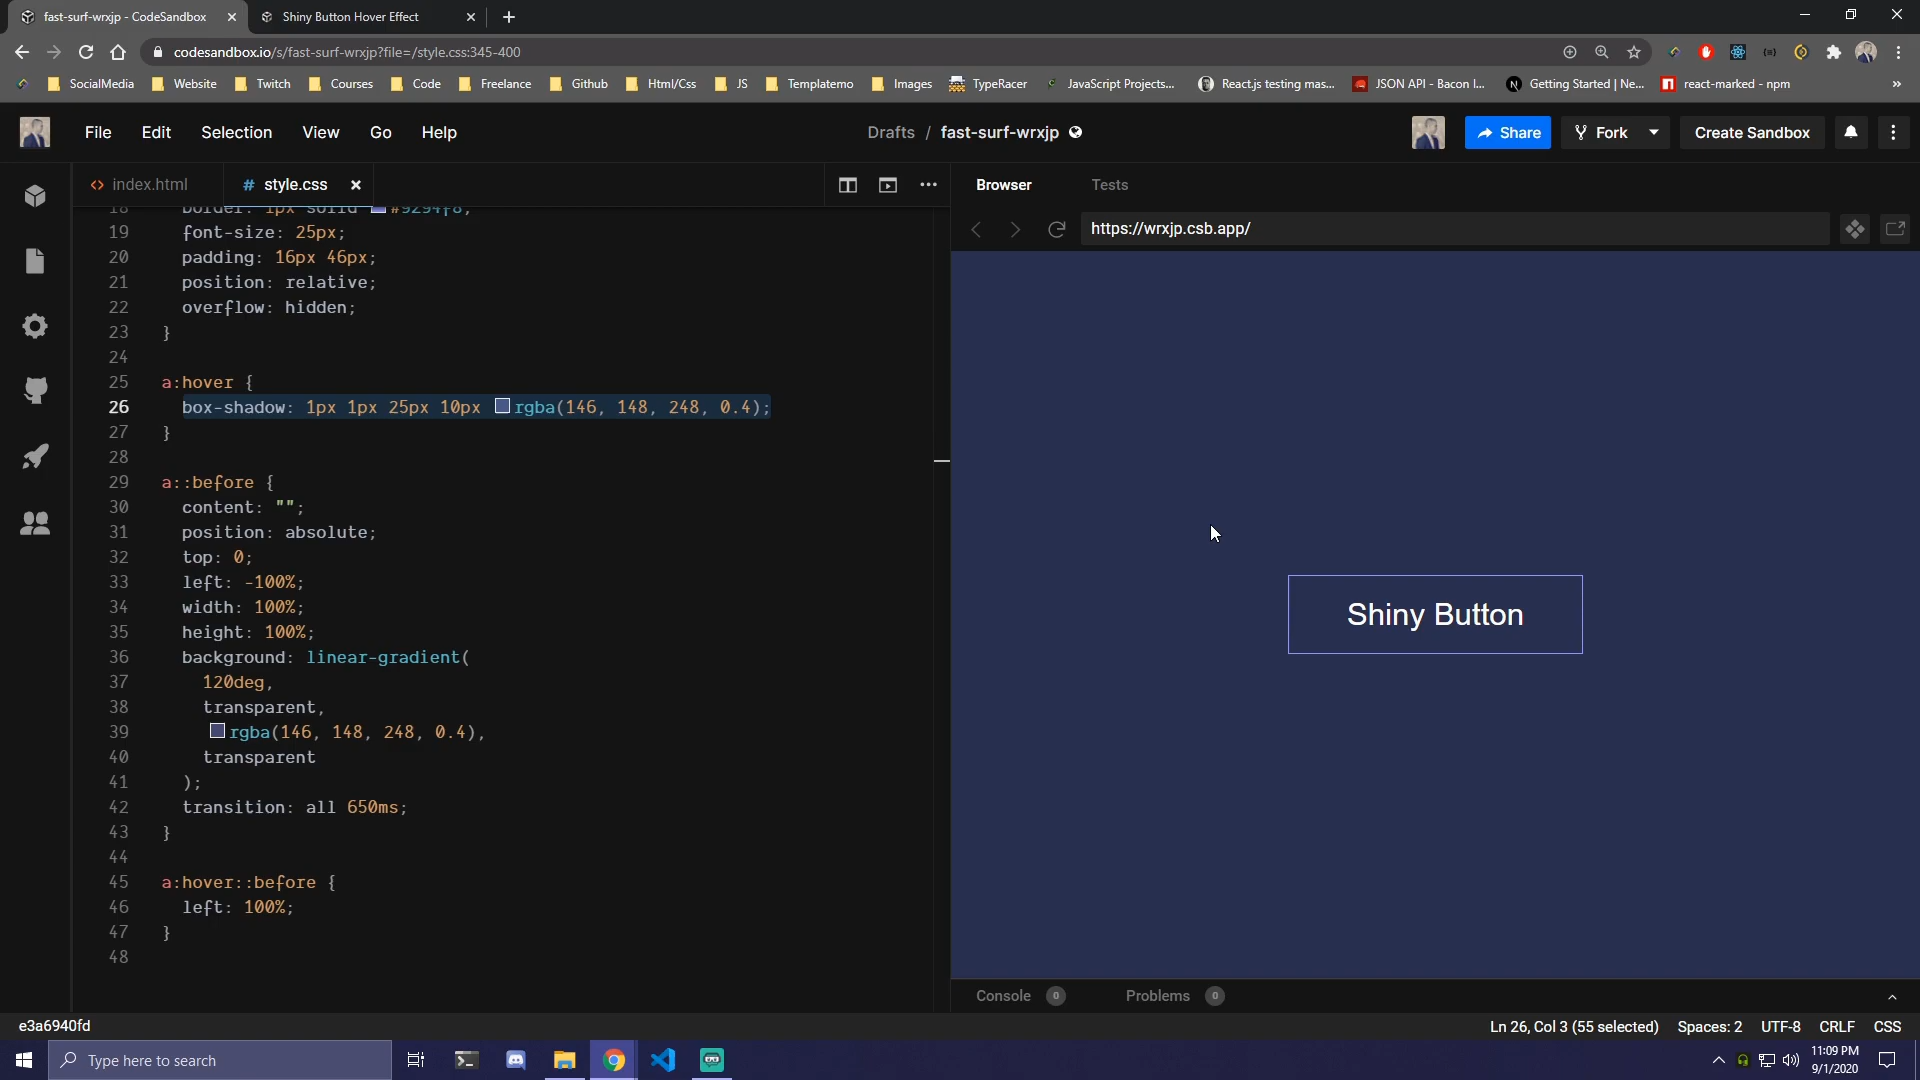 fast-surf-wrxjp - CodeSandbox
Shiny Button Hover Effect
codesandbox.io/s/fast-surf-wrxjp?file=/style.css:345-400
SocialMedia Website Twitch Courses Code Freelance Github Html/Css JS Templatemo Images TypeRacer JavaScript Projects... React.js testing mas... JSON API - Bacon I... Getting Started | Ne... react-marked - npm »
File Edit Selection View Go Help
Drafts / fast-surf-wrxjp
Share Fork Create Sandbox
<> index.html # style.css
Browser Tests
https://wrxjp.csb.app/
18 border: 1px solid #9294f8;
19 font-size: 25px;
20 padding: 16px 46px;
21 position: relative;
22 overflow: hidden;
23 }
24
25 a:hover {
26 box-shadow: 1px 1px 25px 10px rgba(146, 148, 248, 0.4);
27 }
28
29 a::before {
30 content: "";
31 position: absolute;
32 top: 0;
33 left: -100%;
34 width: 100%;
35 height: 100%;
36 background: linear-gradient(
37 120deg,
38 transparent,
39 rgba(146, 148, 248, 0.4),
40 transparent
41 );
42 transition: all 650ms;
43 }
44
45 a:hover::before {
46 left: 100%;
47 }
48
Shiny Button
Console 0 Problems 0
e3a6940fd
Ln 26, Col 3 (55 selected) Spaces: 2 UTF-8 CRLF CSS
Type here to search
11:09 PM
9/1/2020